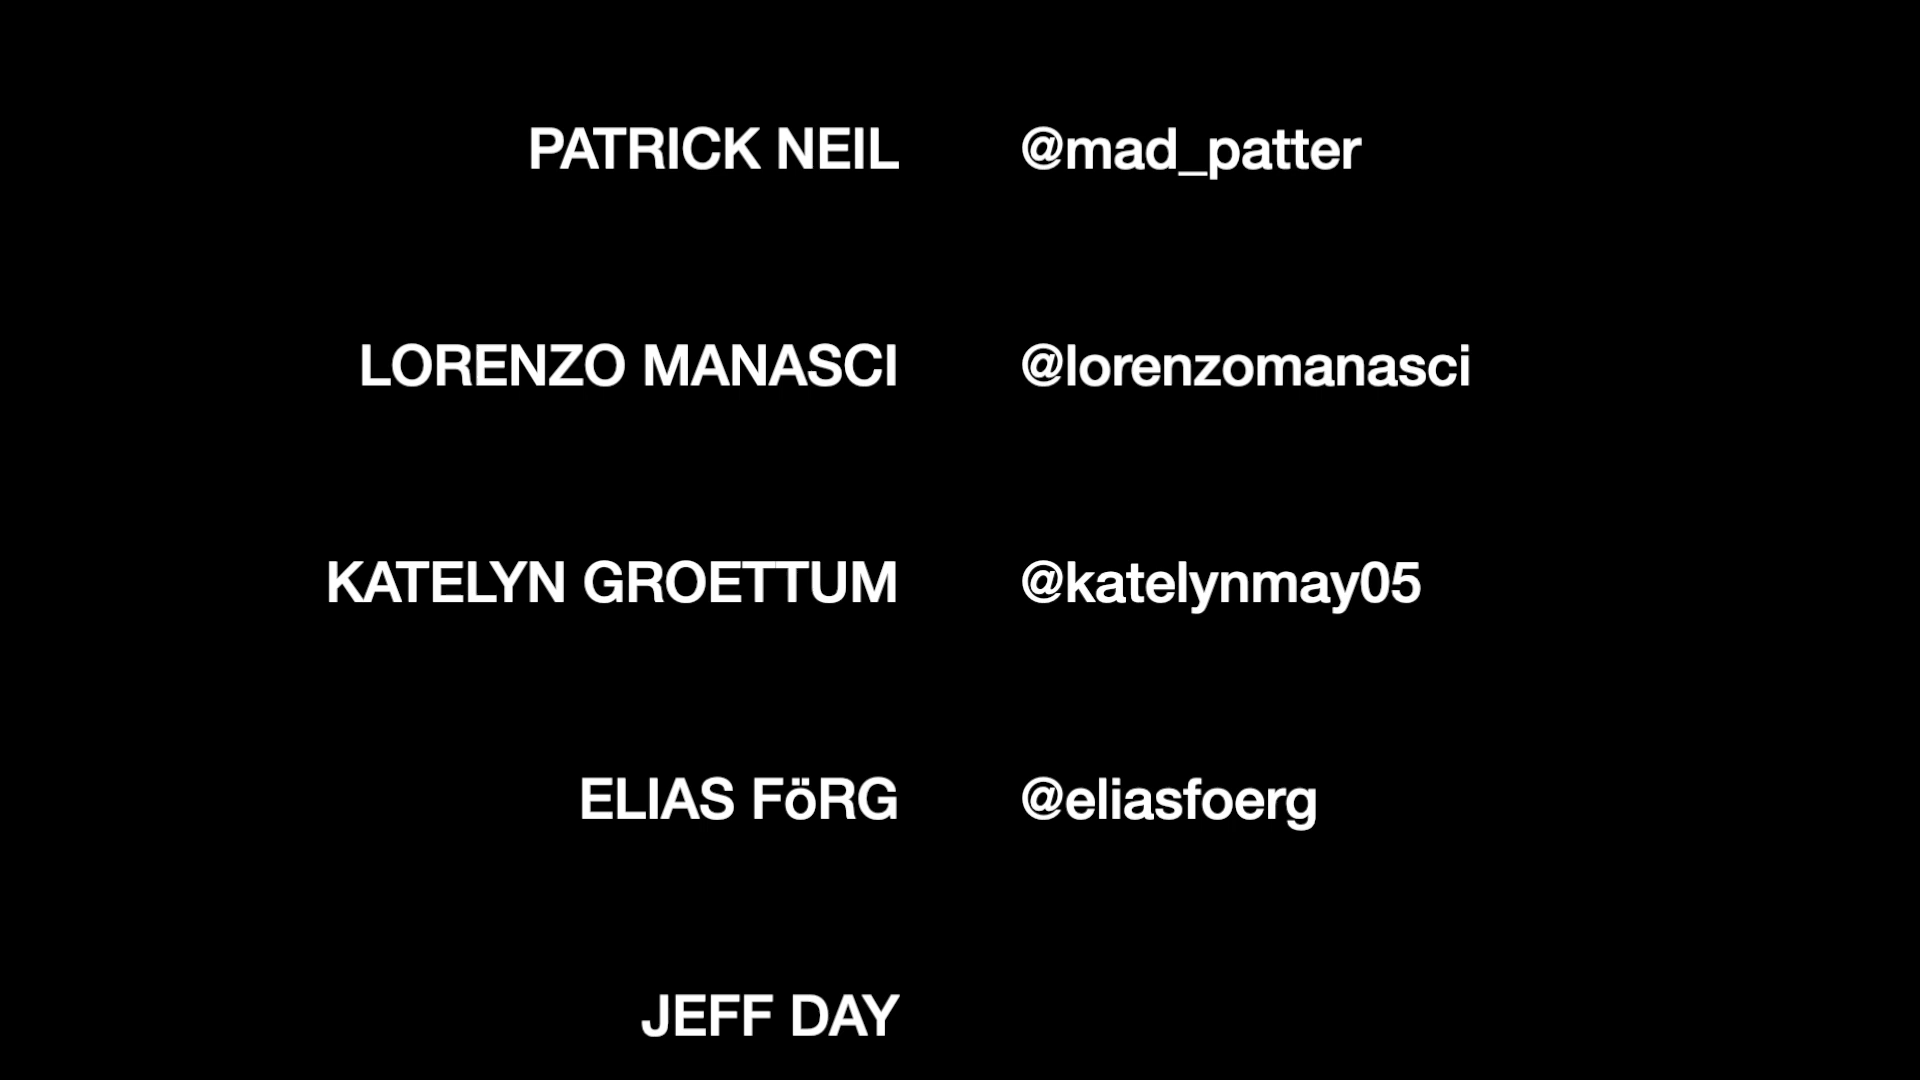 PATRICK NEIL @mad_patter
LORENZO MANASCI @lorenzomanasci
KATELYN GROETTUM @katelynmay05
ELIAS FöRG @eliasfoerg
JEFF DAY